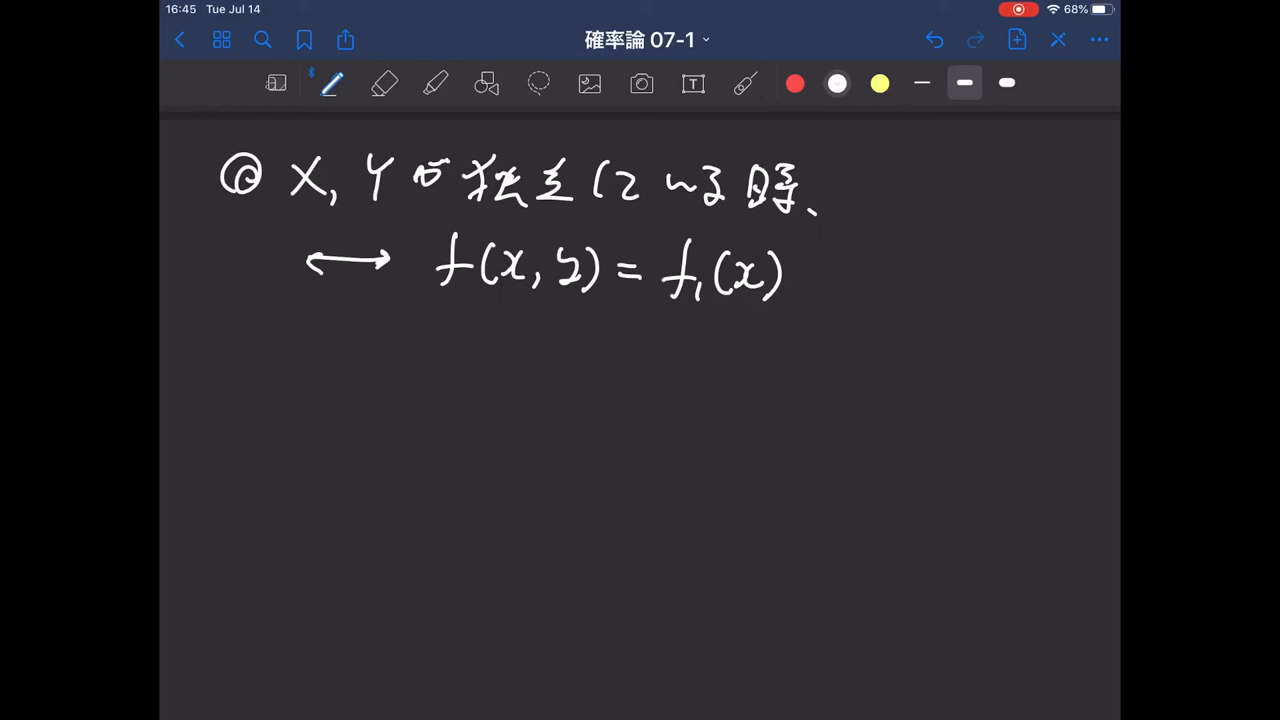 16:45 Tue Jul 14 68%
確率論 07-1
T
◎ X, Y が 独立している時、
↔ f(x, y) = f₁(x)